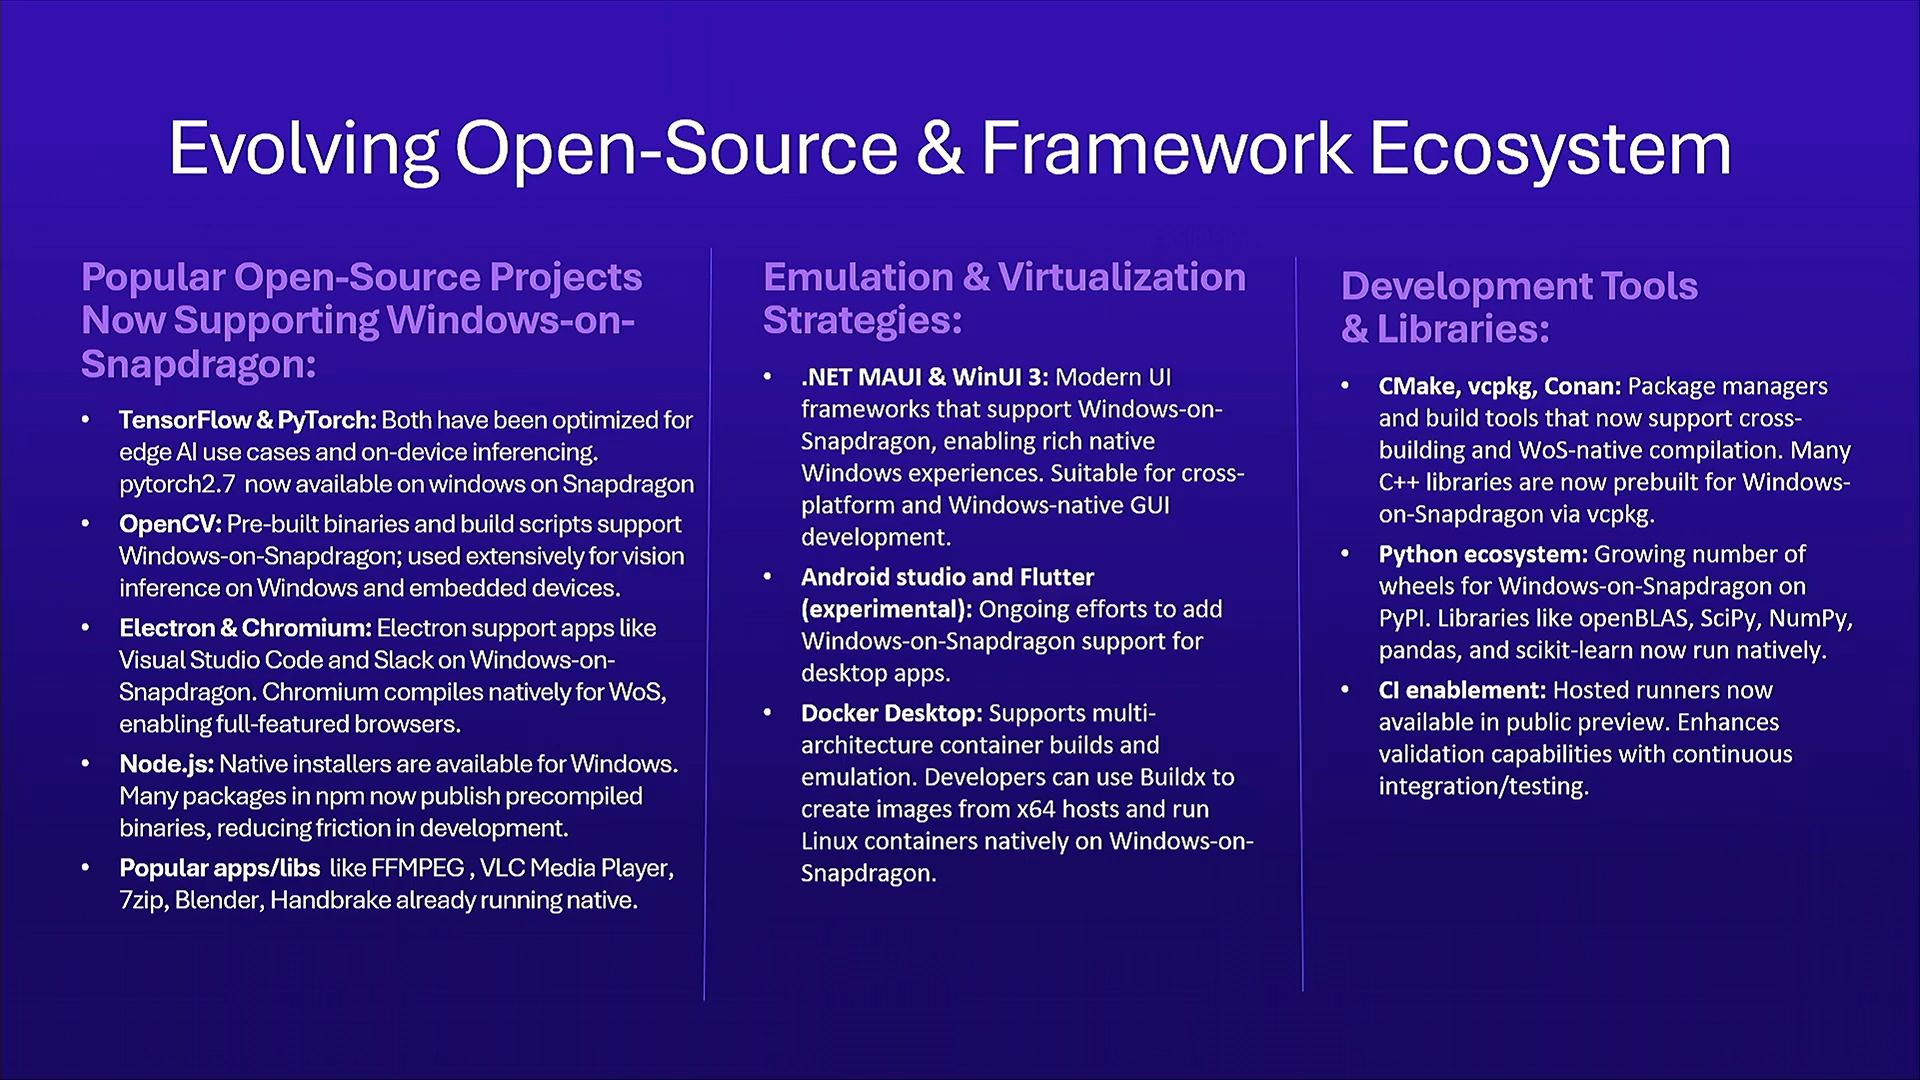 Evolving Open-Source & Framework Ecosystem
Popular Open-Source Projects
Now Supporting Windows-on-
Snapdragon:
• TensorFlow & PyTorch: Both have been optimized for
edge AI use cases and on-device inferencing.
pytorch2.7 now available on windows on Snapdragon
• OpenCV: Pre-built binaries and build scripts support
Windows-on-Snapdragon; used extensively for vision
inference on Windows and embedded devices.
• Electron & Chromium: Electron support apps like
Visual Studio Code and Slack on Windows-on-
Snapdragon. Chromium compiles natively for WoS,
enabling full-featured browsers.
• Node.js: Native installers are available for Windows.
Many packages in npm now publish precompiled
binaries, reducing friction in development.
• Popular apps/libs like FFMPEG , VLC Media Player,
7zip, Blender, Handbrake already running native.
Emulation & Virtualization
Strategies:
• .NET MAUI & WinUI 3: Modern UI
frameworks that support Windows-on-
Snapdragon, enabling rich native
Windows experiences. Suitable for cross-
platform and Windows-native GUI
development.
• Android studio and Flutter
(experimental): Ongoing efforts to add
Windows-on-Snapdragon support for
desktop apps.
• Docker Desktop: Supports multi-
architecture container builds and
emulation. Developers can use Buildx to
create images from x64 hosts and run
Linux containers natively on Windows-on-
Snapdragon.
Development Tools
& Libraries:
• CMake, vcpkg, Conan: Package managers
and build tools that now support cross-
building and WoS-native compilation. Many
C++ libraries are now prebuilt for Windows-
on-Snapdragon via vcpkg.
• Python ecosystem: Growing number of
wheels for Windows-on-Snapdragon on
PyPI. Libraries like openBLAS, SciPy, NumPy,
pandas, and scikit-learn now run natively.
• CI enablement: Hosted runners now
available in public preview. Enhances
validation capabilities with continuous
integration/testing.